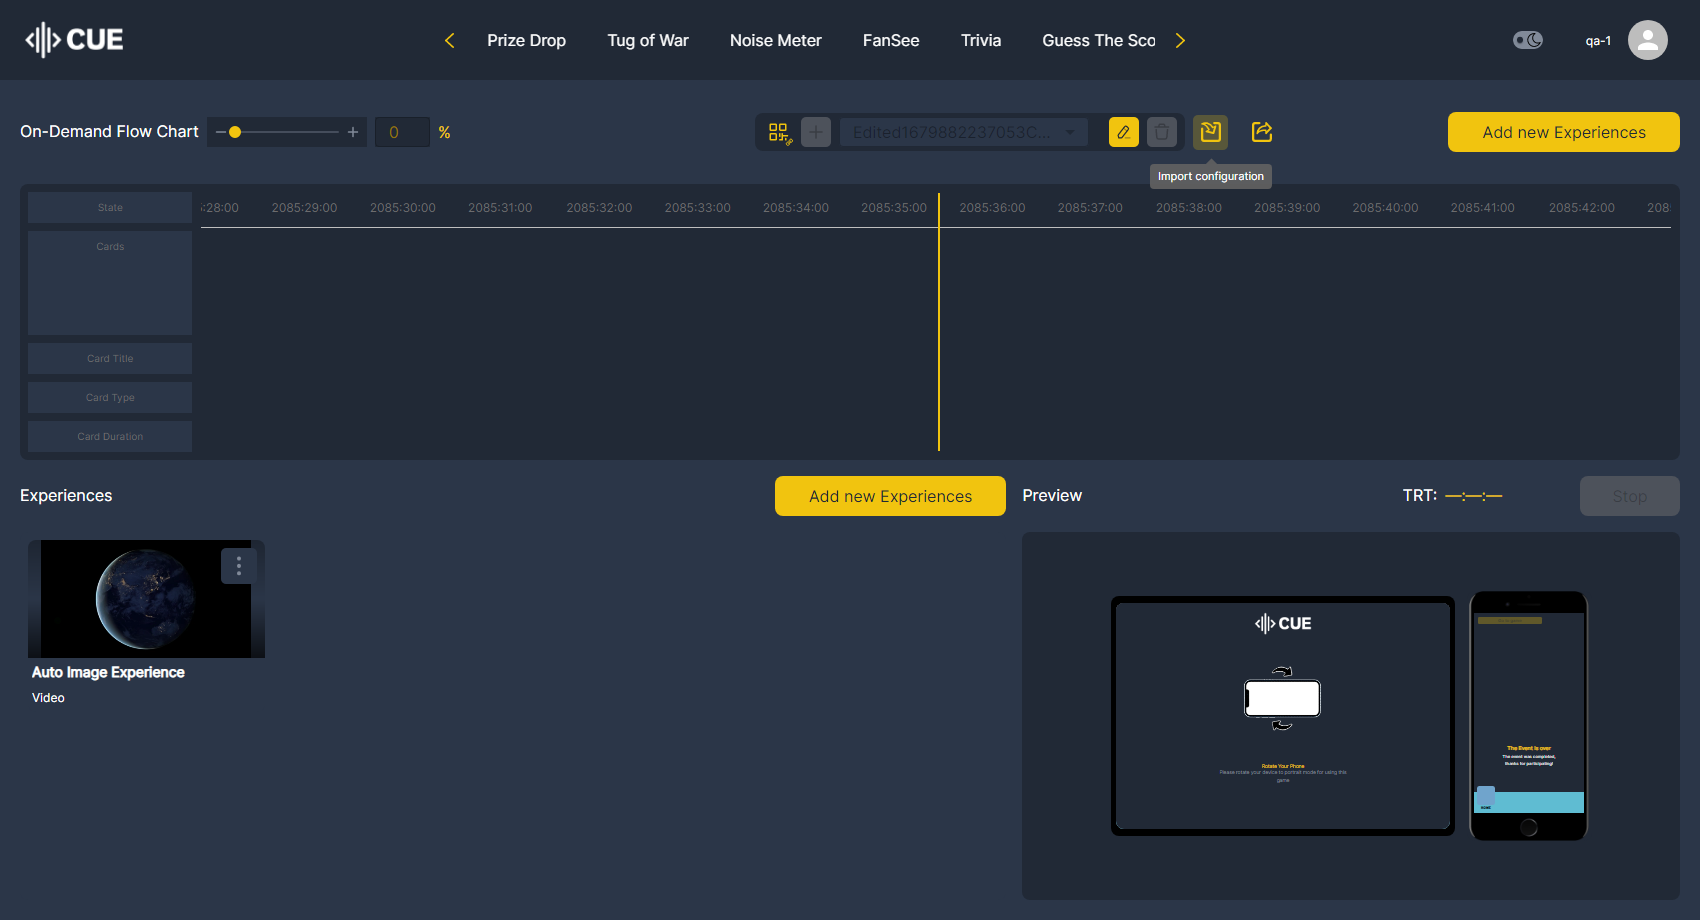 CUE
Prize Drop
Tug of War
Noise Meter
FanSee
Trivia
Guess The Sco
qa-1
On-Demand Flow Chart
0
%
Edited1679882237053C...
Add new Experiences
Import configuration
State
:28:00
2085:29:00
2085:30:00
2085:31:00
2085:32:00
2085:33:00
2085:34:00
2085:35:00
2085:36:00
2085:37:00
2085:38:00
2085:39:00
2085:40:00
2085:41:00
2085:42:00
208
Cards
Card Title
Card Type
Card Duration
Experiences
Add new Experiences
Preview
TRT: —:—:—
Stop
Auto Image Experience
Video
CUE
Rotate Your Phone
Please rotate your device to portrait mode for using this
game
The Event is over
The event was completed,
thanks for participating!
HOME